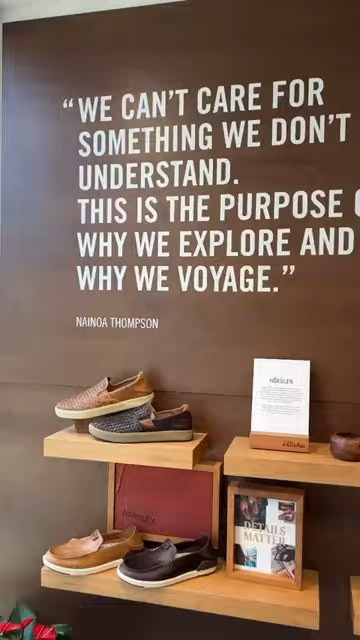 “WE CAN’T CARE FOR
SOMETHING WE DON’T
UNDERSTAND.
THIS IS THE PURPOSE
WHY WE EXPLORE AND
WHY WE VOYAGE.”
NAINOA THOMPSON
HŌKŪLEʻA
DETAILS
MATTER